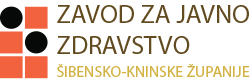 ZAVOD ZA JAVNO
ZDRAVSTVO
ŠIBENSKO-KNINSKE ŽUPANIJE